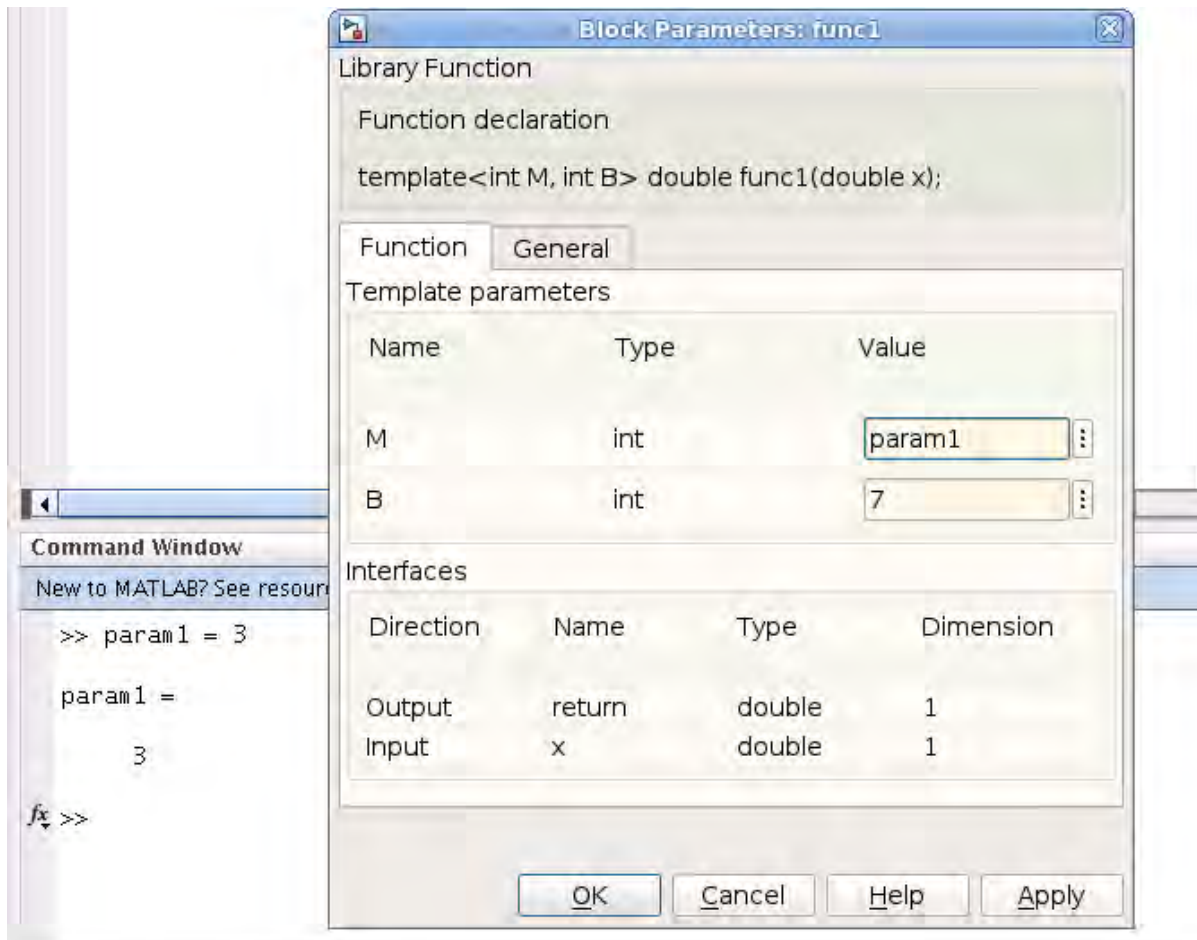 Block Parameters: func1
Library Function
Function declaration
template<int M, int B> double func1(double x);
Function General
Template parameters
Name Type Value
M int param1
B int 7
Interfaces
Direction Name Type Dimension
Output return double 1
Input x double 1
OK Cancel Help Apply
Command Window
New to MATLAB? See
>> param1 = 3
param1 =
3
fx >>